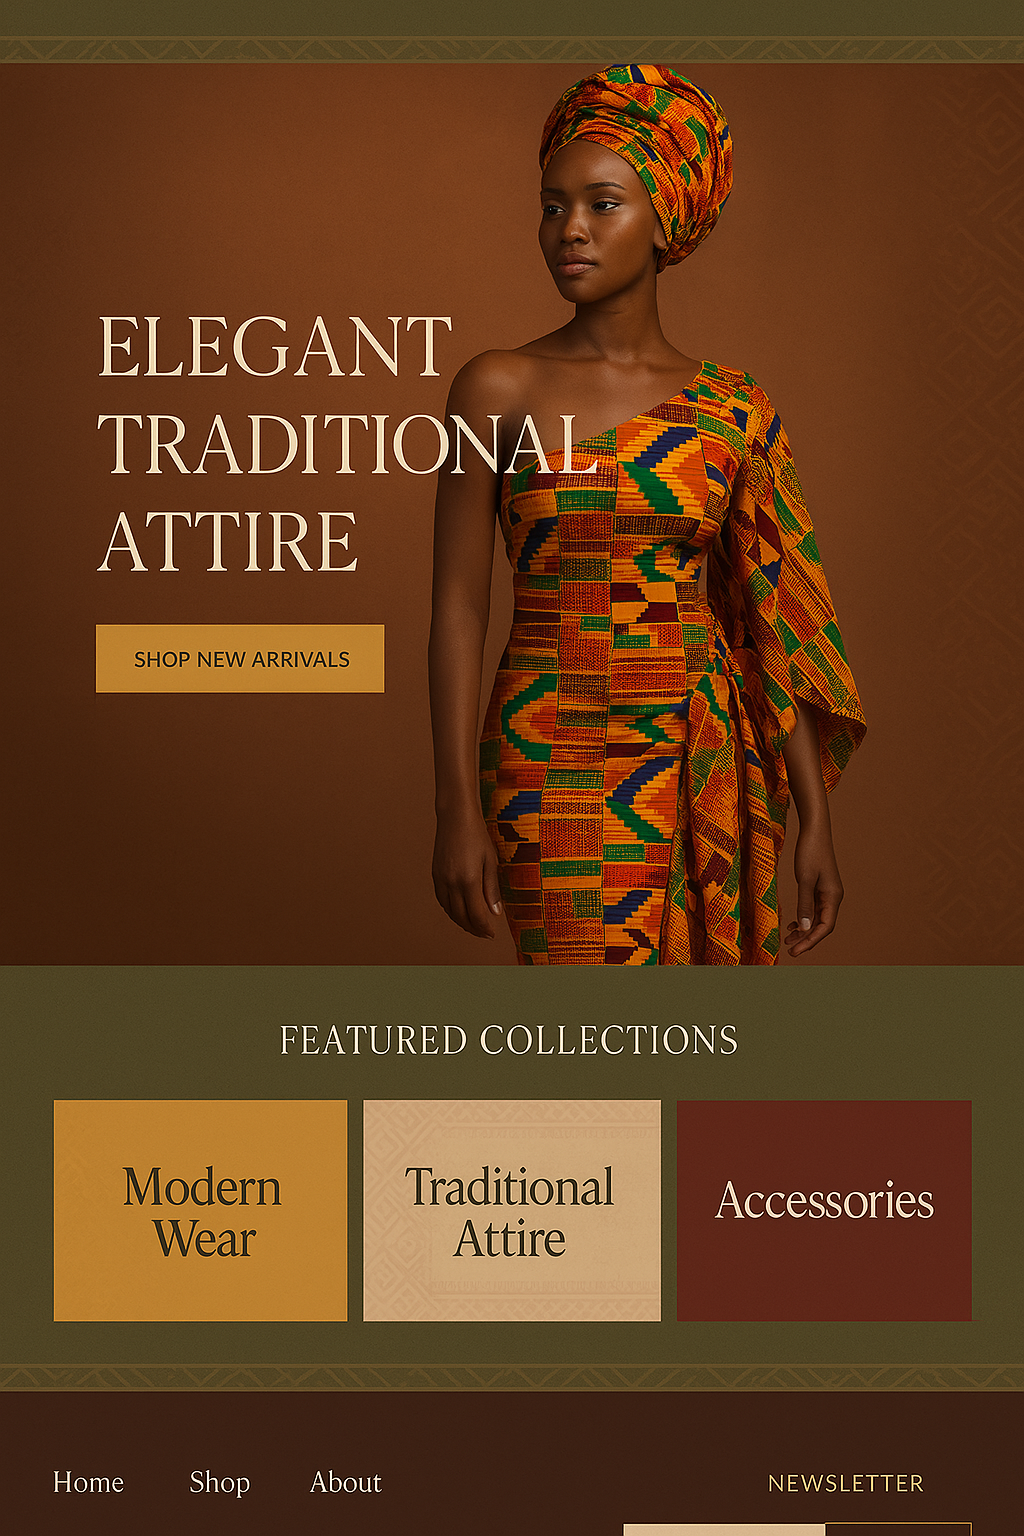 ELEGANT
TRADITIONAL
ATTIRE
SHOP NEW ARRIVALS
FEATURED COLLECTIONS
Modern
Wear
Traditional
Attire
Accessories
Home Shop About
NEWSLETTER